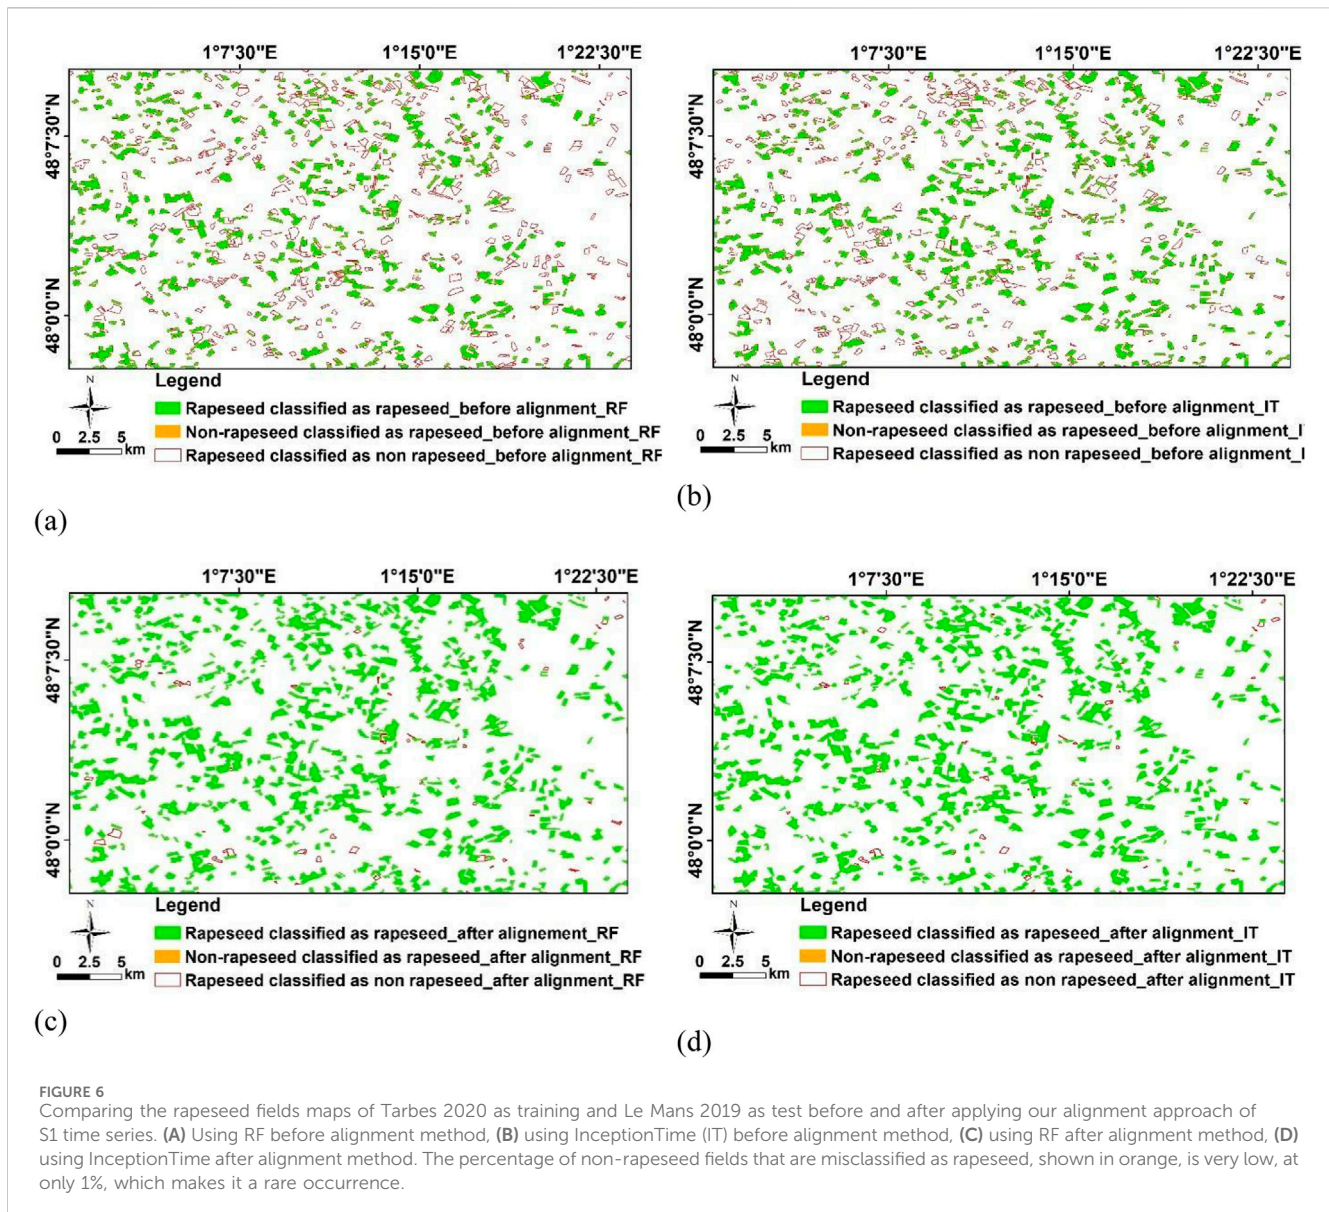 1°7'30"E 1°15'0"E 1°22'30"E
48°7'30"N
48°0'0"N
N
Legend
Rapeseed classified as rapeseed_before alignment_RF
Non-rapeseed classified as rapeseed_before alignment_RF
Rapeseed classified as non rapeseed_before alignment_RF
0 2.5 5 km
(a)
1°7'30"E 1°15'0"E 1°22'30"E
48°7'30"N
48°0'0"N
N
Legend
Rapeseed classified as rapeseed_before alignment_IT
Non-rapeseed classified as rapeseed_before alignment_I
Rapeseed classified as non rapeseed_before alignment_I
0 2.5 5 km
(b)
1°7'30"E 1°15'0"E 1°22'30"E
48°7'30"N
48°0'0"N
N
Legend
Rapeseed classified as rapeseed_after alignement_RF
Non-rapeseed classified as rapeseed_after alignment_RF
Rapeseed classified as non rapeseed_after alignment_RF
0 2.5 5 km
(c)
1°7'30"E 1°15'0"E 1°22'30"E
48°7'30"N
48°0'0"N
N
Legend
Rapeseed classified as rapeseed_after alignment_IT
Non-rapeseed classified as rapeseed_after alignment_IT
Rapeseed classified as non rapeseed_after alignment_IT
0 2.5 5 km
(d)
FIGURE 6
Comparing the rapeseed fields maps of Tarbes 2020 as training and Le Mans 2019 as test before and after applying our alignment approach of
S1 time series. (A) Using RF before alignment method, (B) using InceptionTime (IT) before alignment method, (C) using RF after alignment method, (D)
using InceptionTime after alignment method. The percentage of non-rapeseed fields that are misclassified as rapeseed, shown in orange, is very low, at
only 1%, which makes it a rare occurrence.